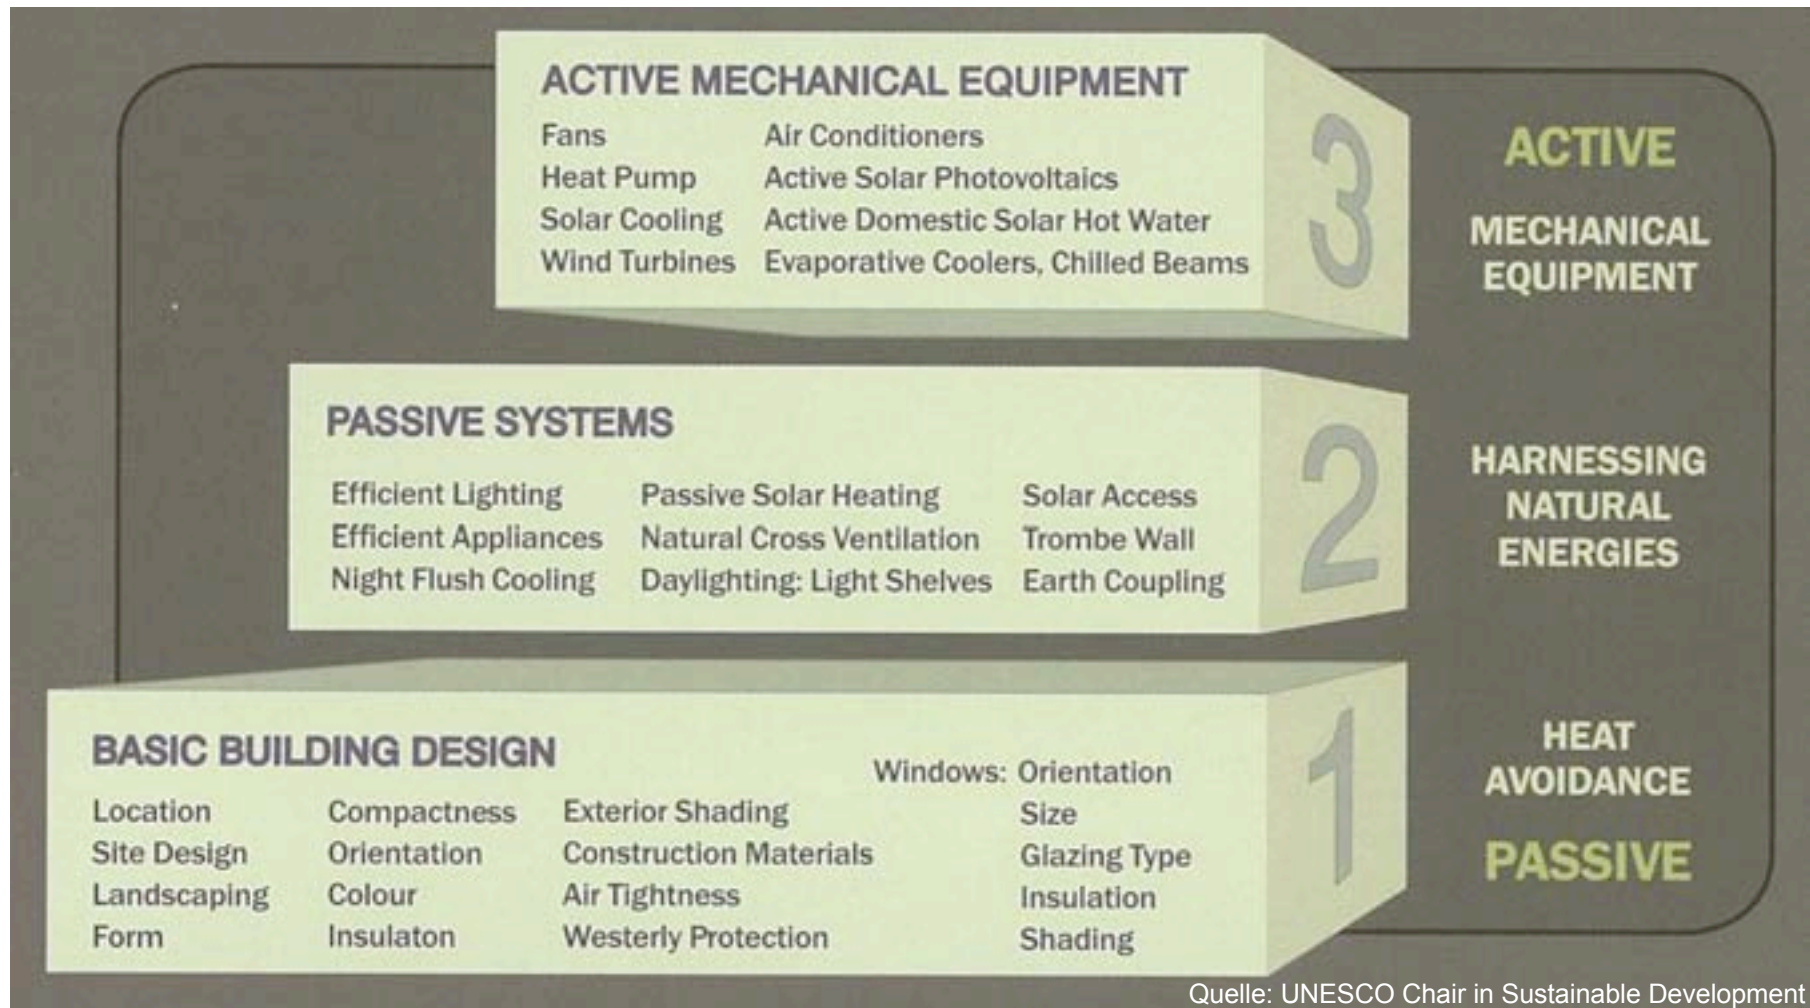 ACTIVE MECHANICAL EQUIPMENT
Fans Air Conditioners
Heat Pump Active Solar Photovoltaics
Solar Cooling Active Domestic Solar Hot Water
Wind Turbines Evaporative Coolers, Chilled Beams
3
ACTIVE
MECHANICAL
EQUIPMENT
PASSIVE SYSTEMS
Efficient Lighting Passive Solar Heating Solar Access
Efficient Appliances Natural Cross Ventilation Trombe Wall
Night Flush Cooling Daylighting: Light Shelves Earth Coupling
2
HARNESSING
NATURAL
ENERGIES
BASIC BUILDING DESIGN
Windows: Orientation
Location Compactness Exterior Shading Size
Site Design Orientation Construction Materials Glazing Type
Landscaping Colour Air Tightness Insulation
Form Insulaton Westerly Protection Shading
1
HEAT
AVOIDANCE
PASSIVE
Quelle: UNESCO Chair in Sustainable Development